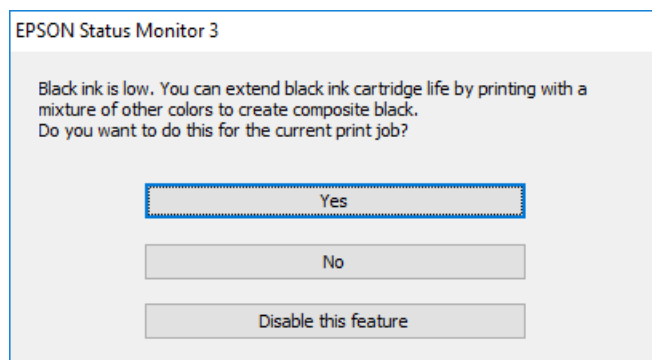 EPSON Status Monitor 3
Black ink is low. You can extend black ink cartridge life by printing with a
mixture of other colors to create composite black.
Do you want to do this for the current print job?
Yes
No
Disable this feature